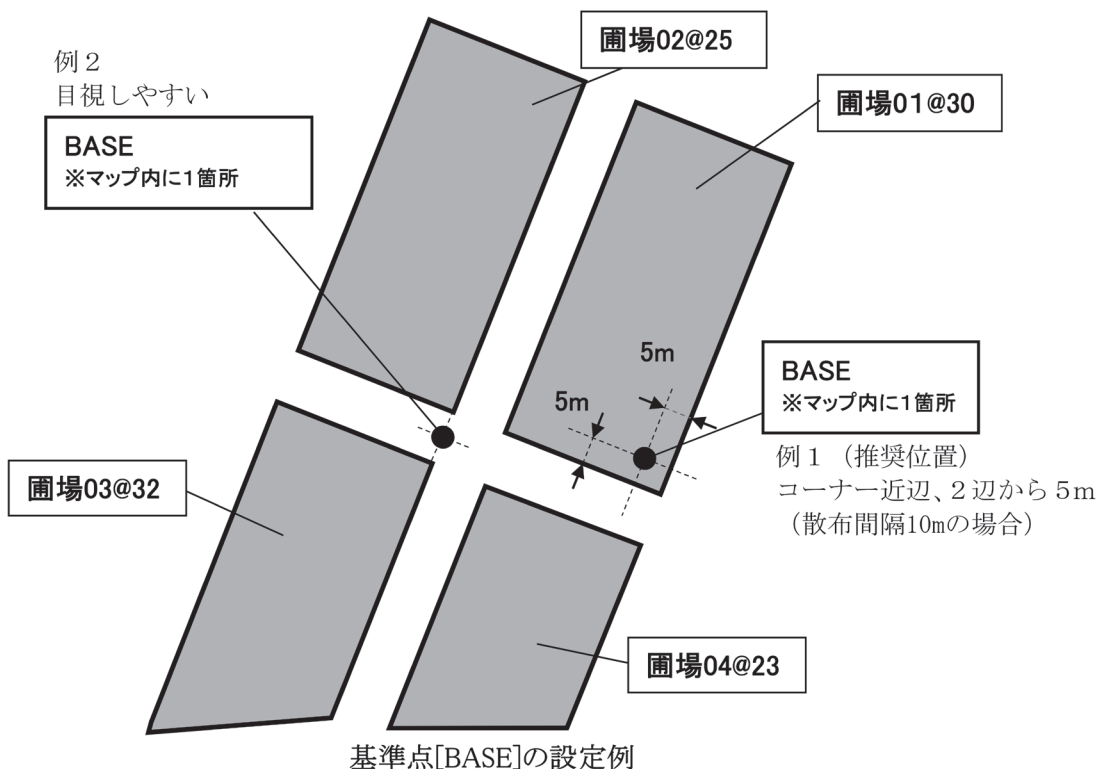 圃場02@25
例２
目視しやすい
BASE
※マップ内に1箇所
圃場01@30
5m
5m
BASE
※マップ内に1箇所
例１（推奨位置）
コーナー近辺、２辺から５m
（散布間隔10mの場合）
圃場03@32
圃場04@23
基準点[BASE]の設定例